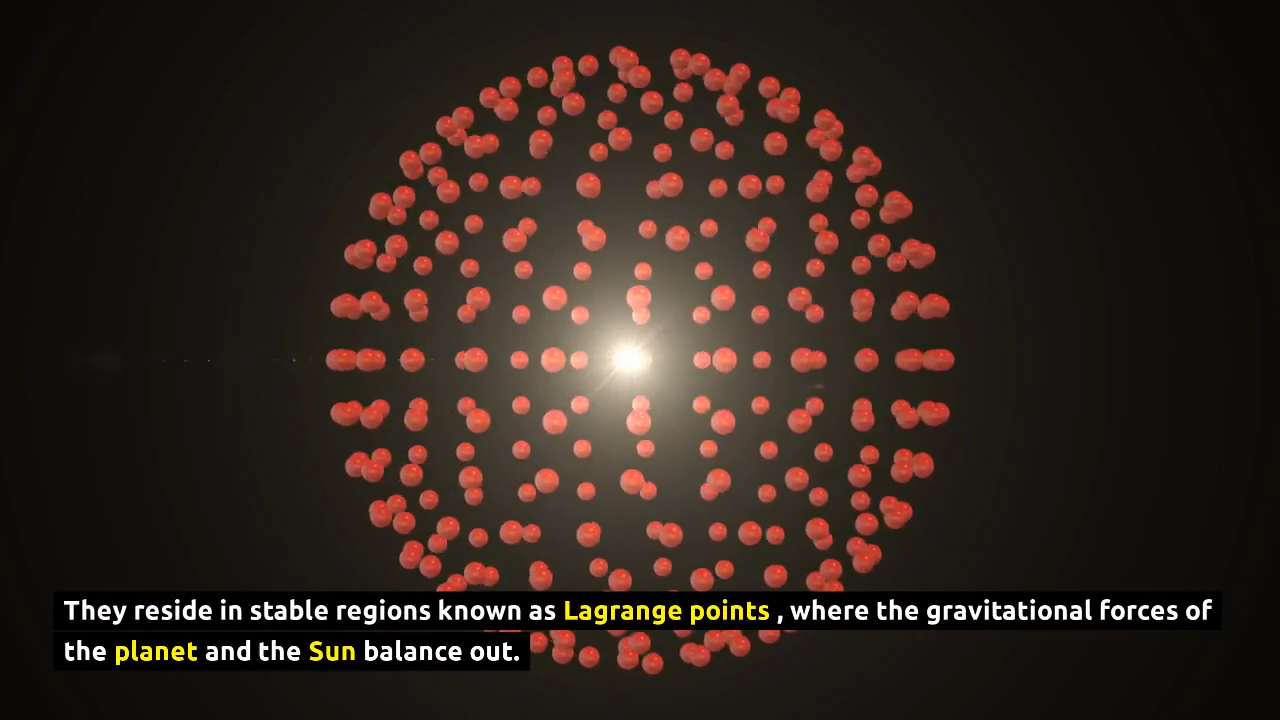 They reside in stable regions known as Lagrange points , where the gravitational forces of
the planet and the Sun balance out.